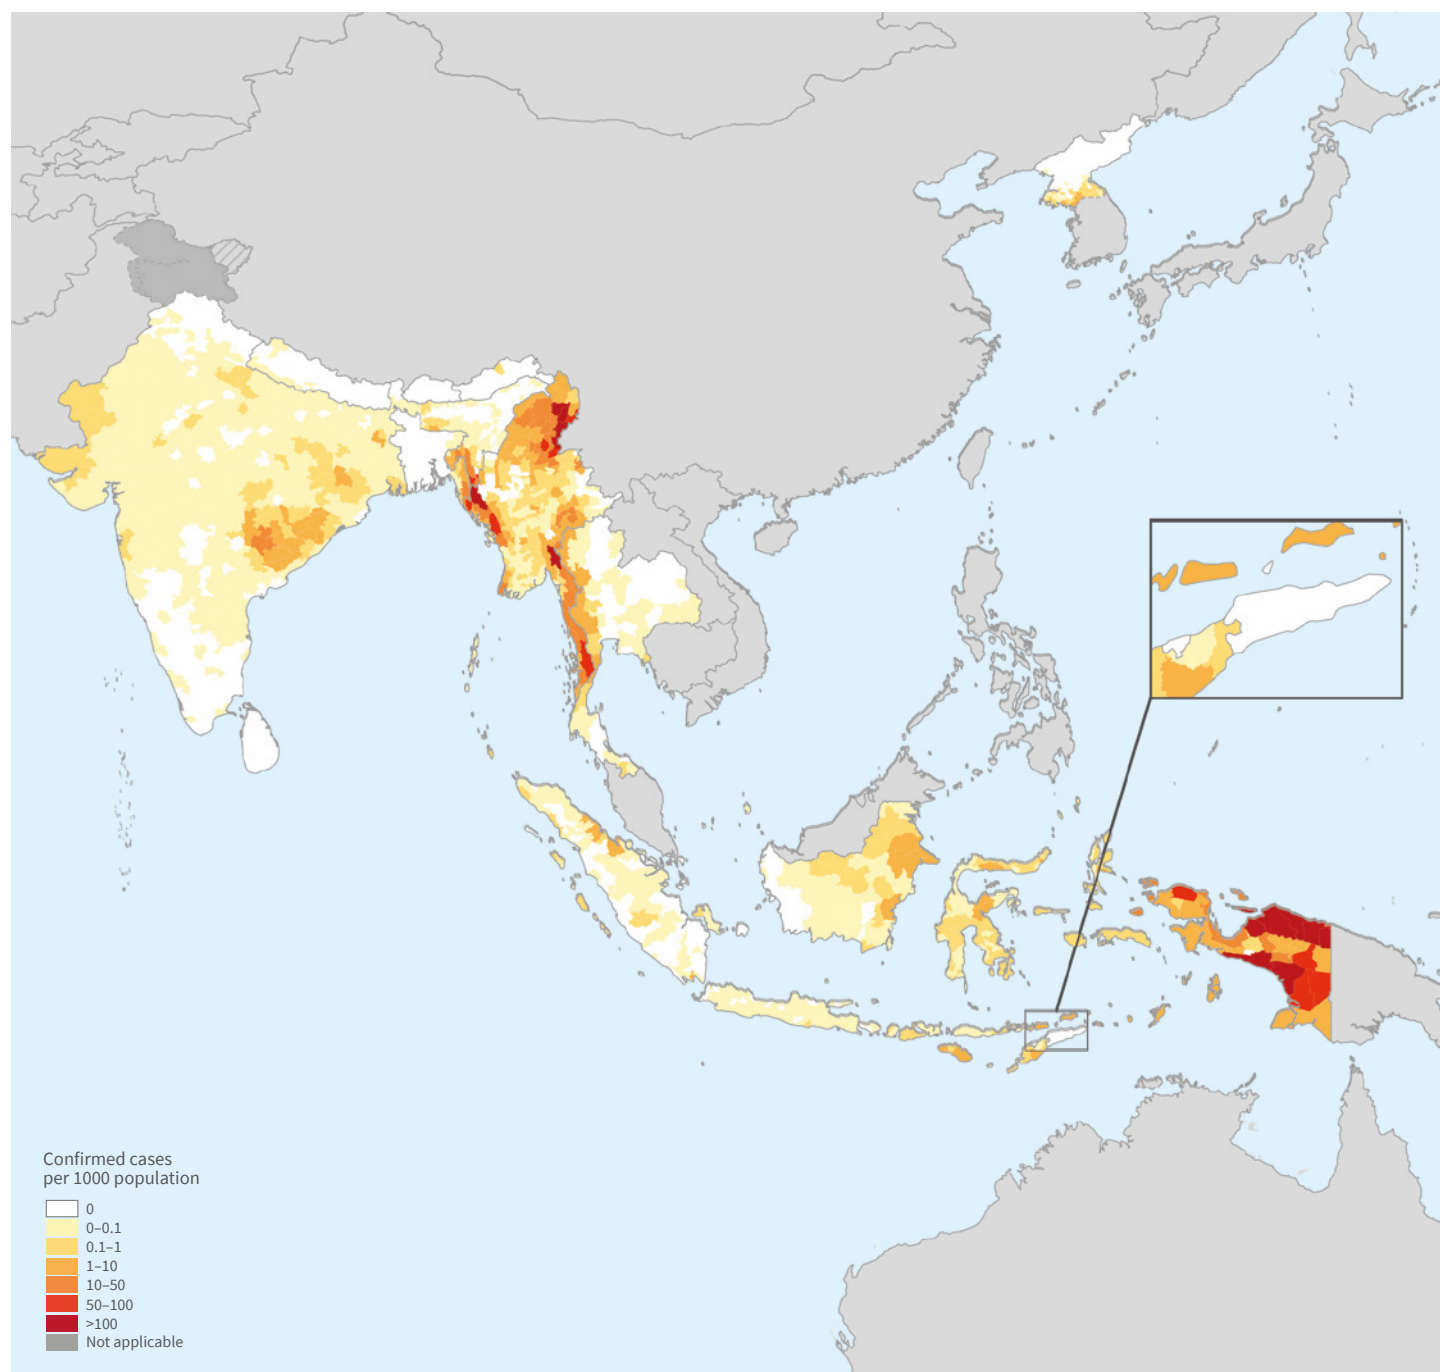 Confirmed cases
per 1000 population
0
0–0.1
0.1–1
1–10
10–50
50–100
>100
Not applicable